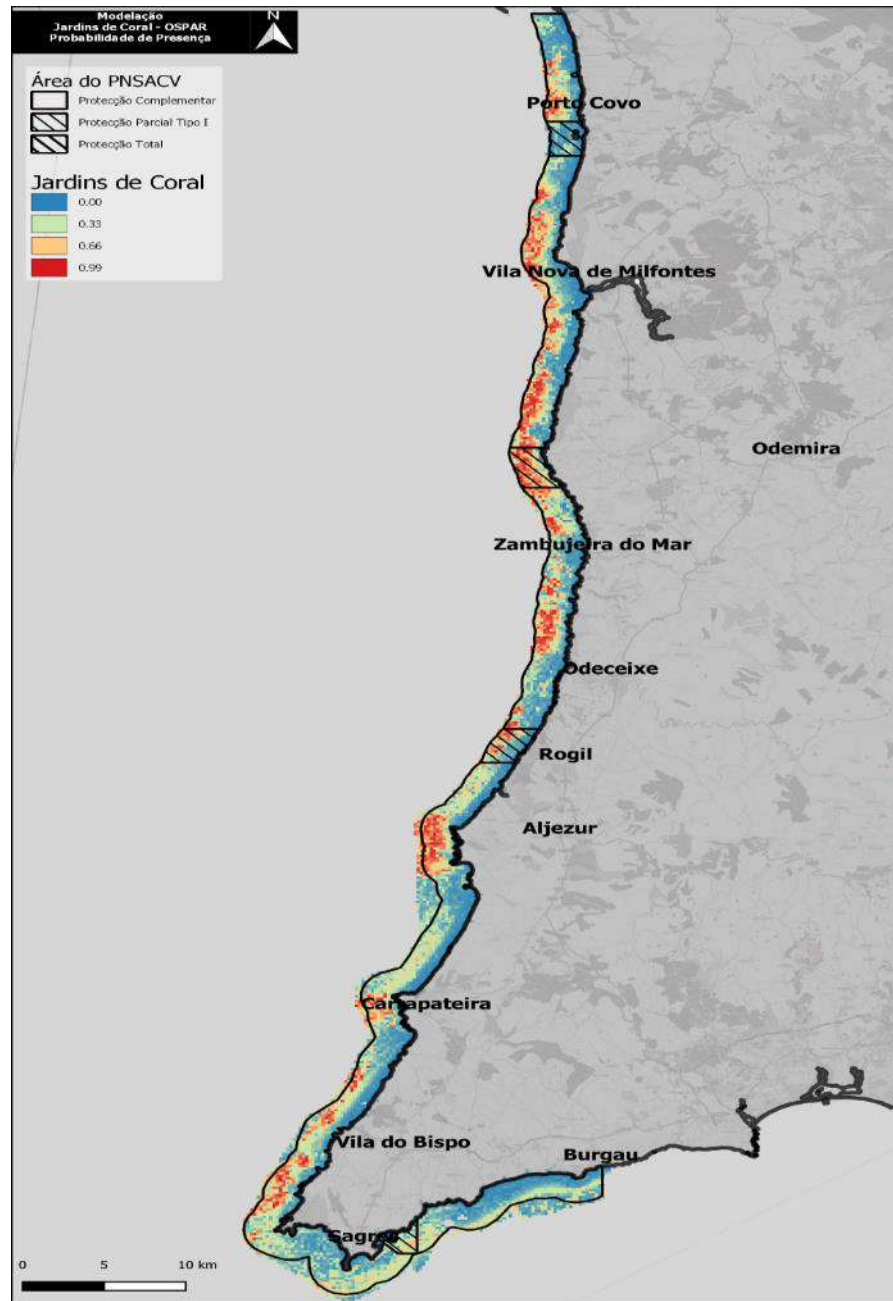 Modelação
Jardins de Coral - OSPAR
Probabilidade de Presença
N
Área do PNSACV
Protecção Complementar
Protecção Parcial Tipo I
Protecção Total
Jardins de Coral
0.00
0.33
0.66
0.99
Porto Covo
Vila Nova de Milfontes
Odemira
Zambujeira do Mar
Odeceixe
Rogil
Aljezur
Carrapateira
Vila do Bispo
Burgau
Sagres
0 5 10 km